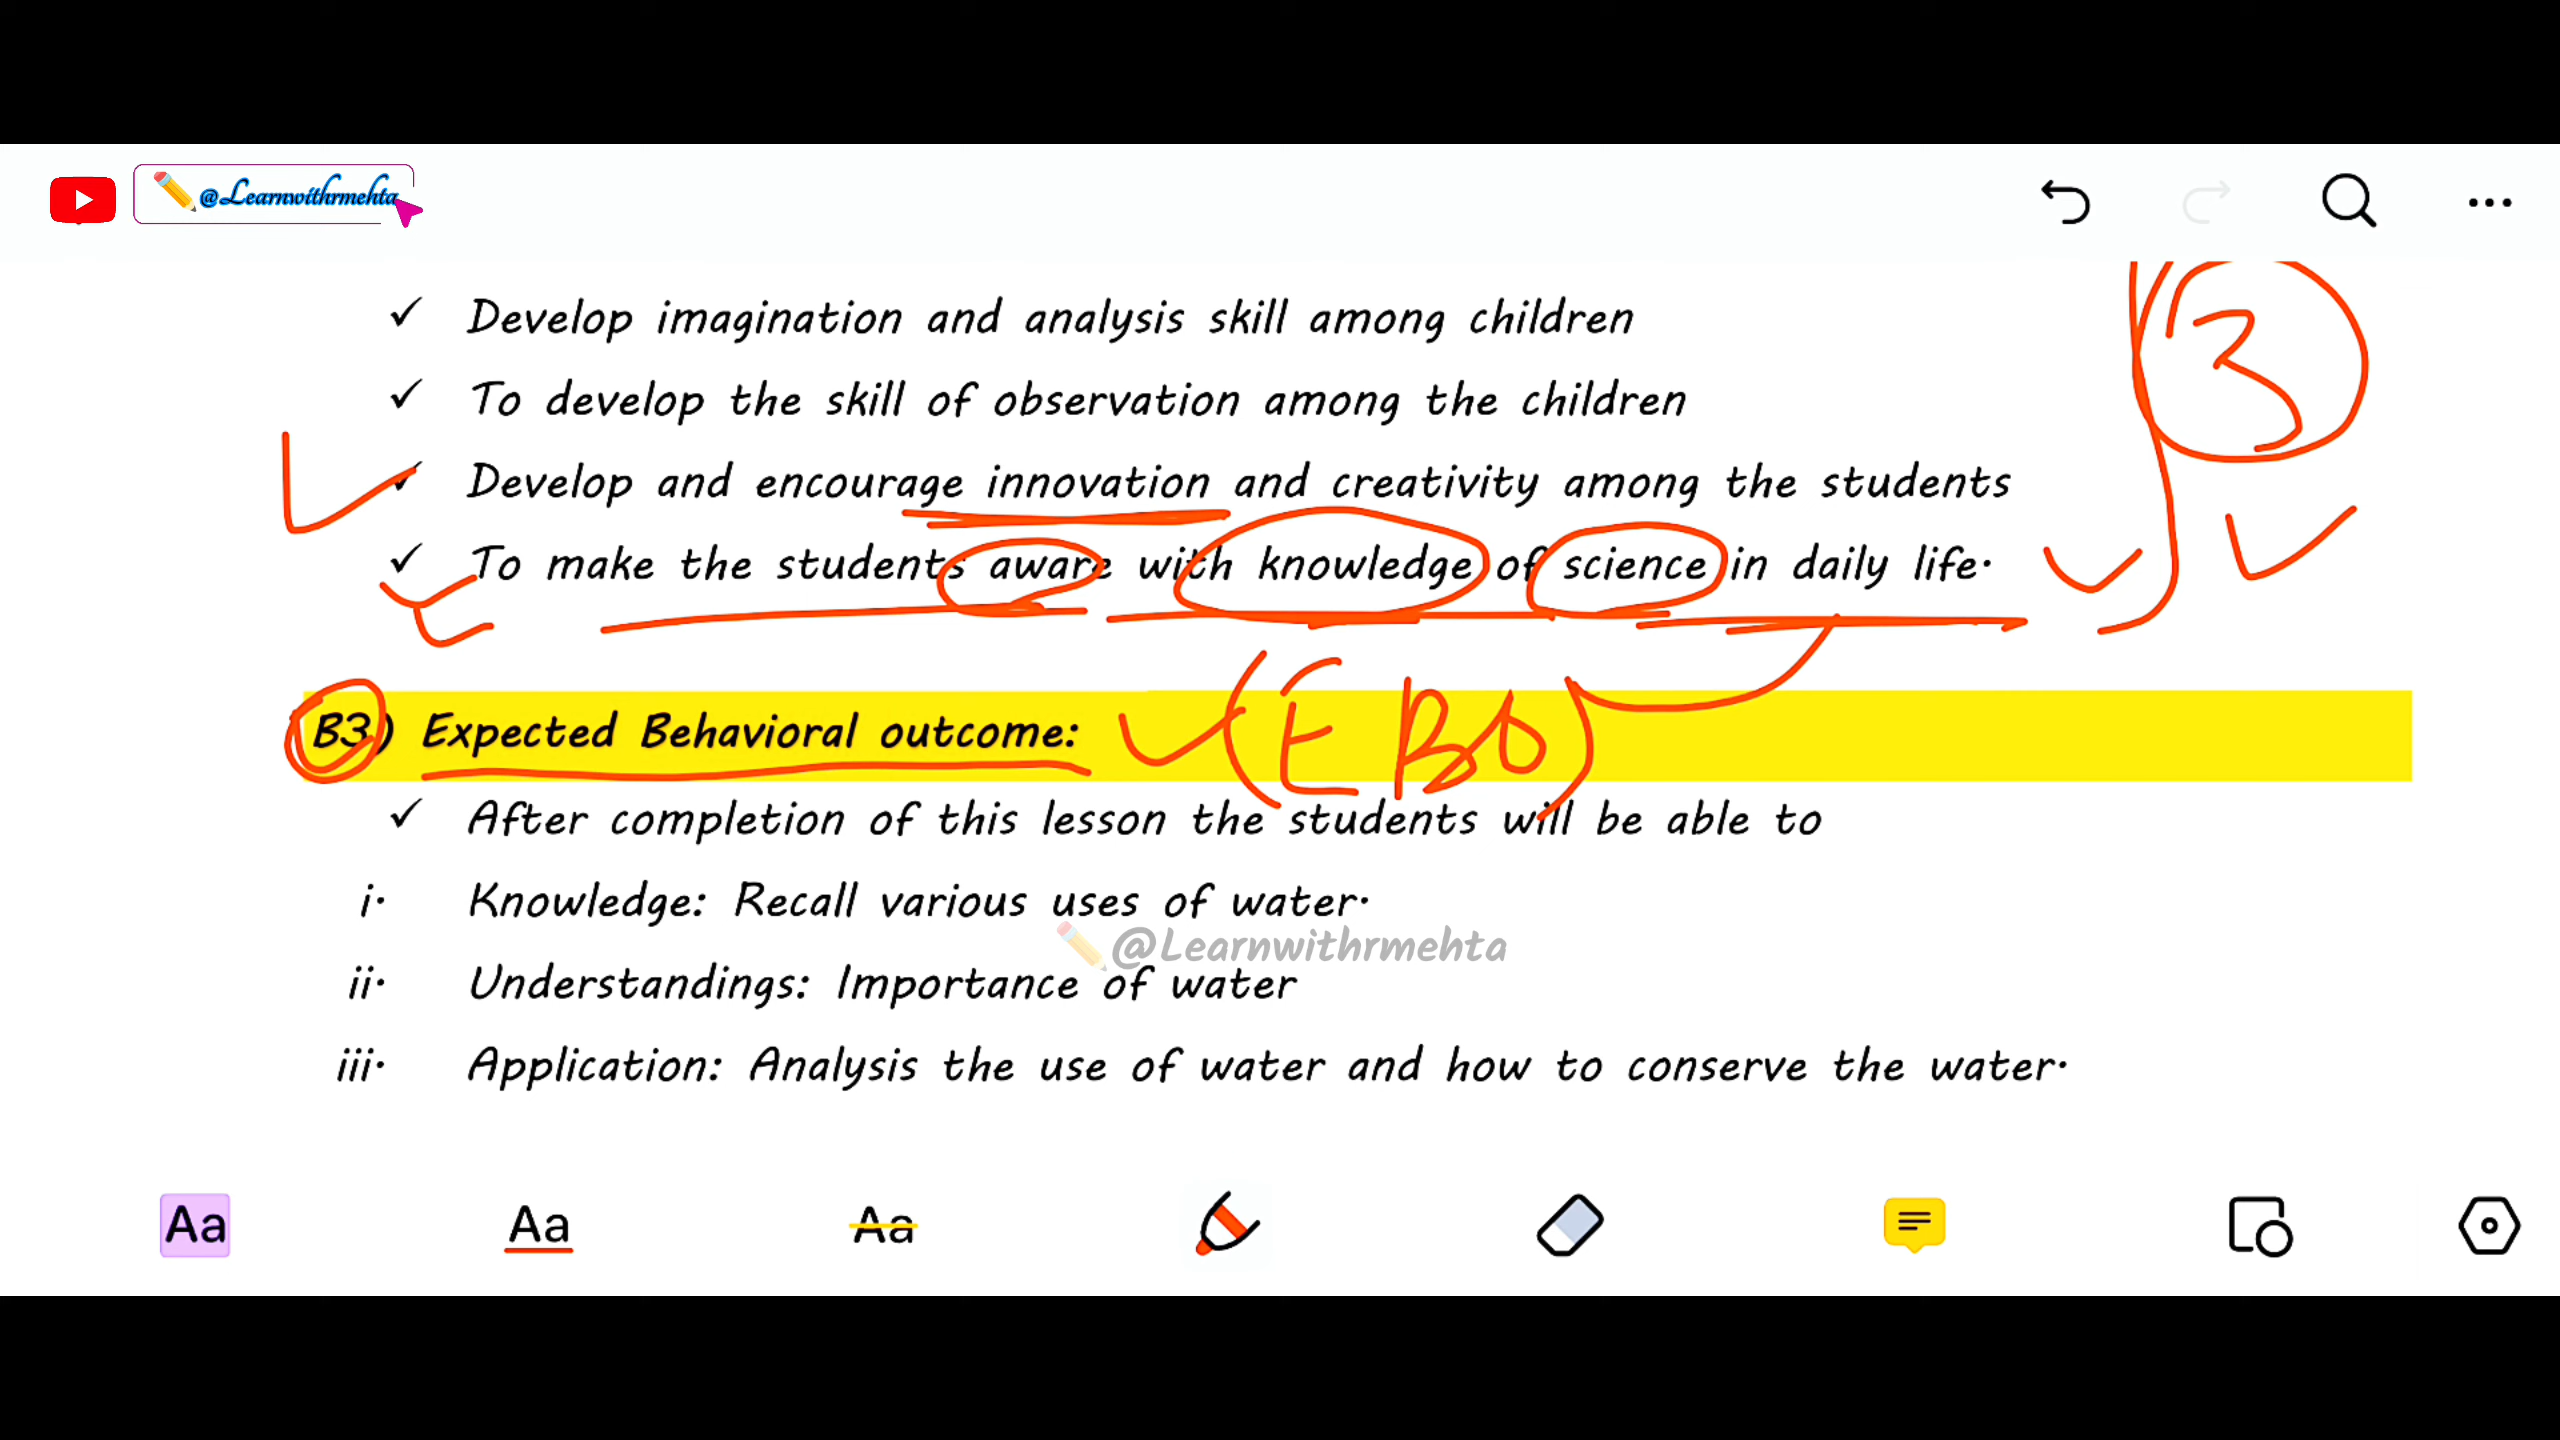 @Learnwithrmehta
✓ Develop imagination and analysis skill among children
3
✓ To develop the skill of observation among the children
✓ Develop and encourage innovation and creativity among the students
✓ To make the students aware with knowledge of science in daily life.
B3) Expected Behavioral outcome: (EBO)
✓ After completion of this lesson the students will be able to
i. Knowledge: Recall various uses of water.
@Learnwithrmehta
ii. Understandings: Importance of water
iii. Application: Analysis the use of water and how to conserve the water.
Aa Aa Aa